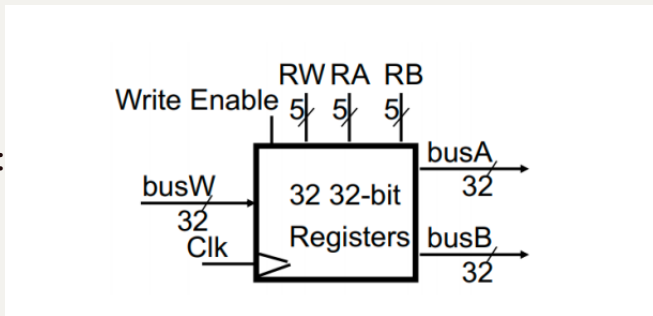 RW RA RB
Write Enable 5 5 5
busA
busW 32 32-bit 32
32
Clk Registers busB
32
: